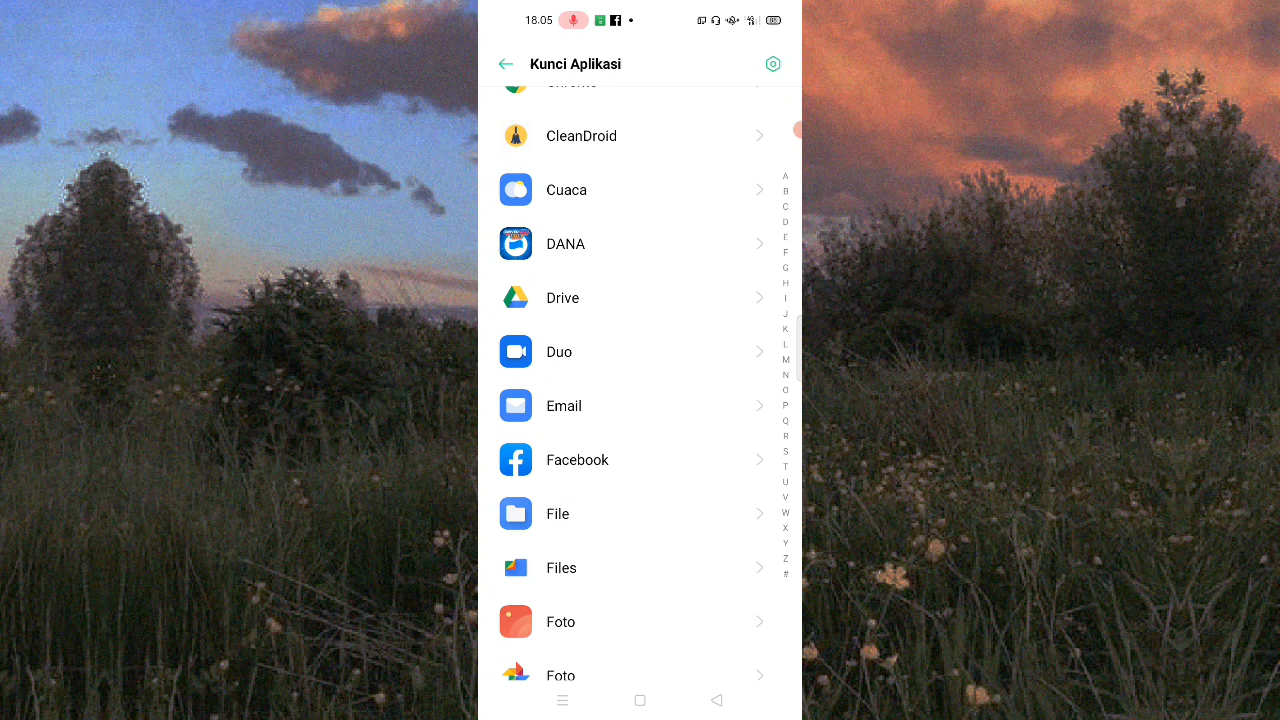 18.05
Kunci Aplikasi
CleanDroid
Cuaca
DANA
Drive
Duo
Email
Facebook
File
Files
Foto
Foto
A
B
C
D
E
F
G
H
I
J
K
L
M
N
O
P
Q
R
S
T
U
V
W
X
Y
Z
#